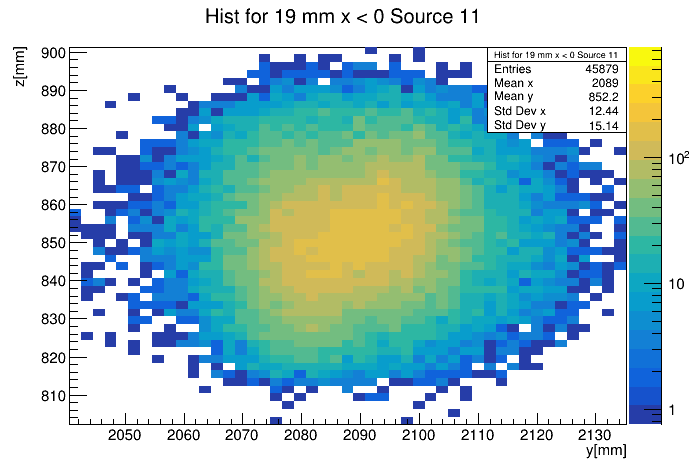 Hist for 19 mm x < 0 Source 11
z[mm]
900
890
880
870
860
850
840
830
820
810
2050 2060 2070 2080 2090 2100 2110 2120 2130
y[mm]
Hist for 19 mm x < 0 Source 11
Entries 45879
Mean x 2089
Mean y 852.2
Std Dev x 12.44
Std Dev y 15.14
10²
10
1